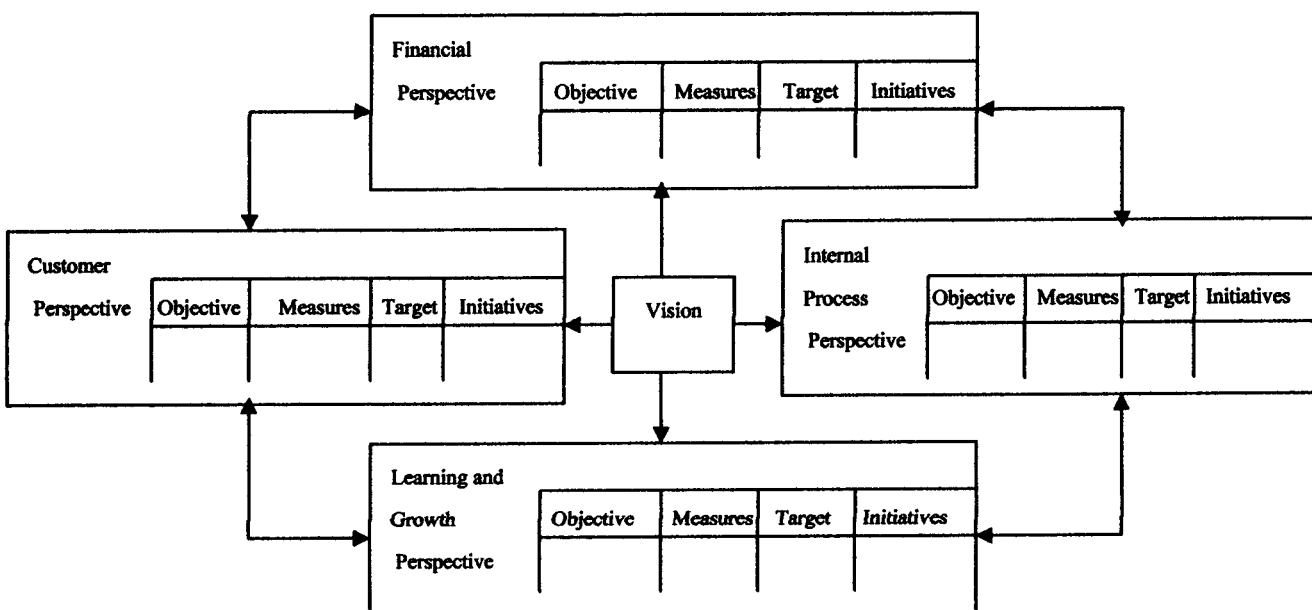 Financial
Perspective
Objective Measures Target Initiatives
Customer
Perspective
Objective Measures Target Initiatives
Vision
Internal
Process
Perspective
Objective Measures Target Initiatives
Learning and
Growth
Perspective
Objective Measures Target Initiatives